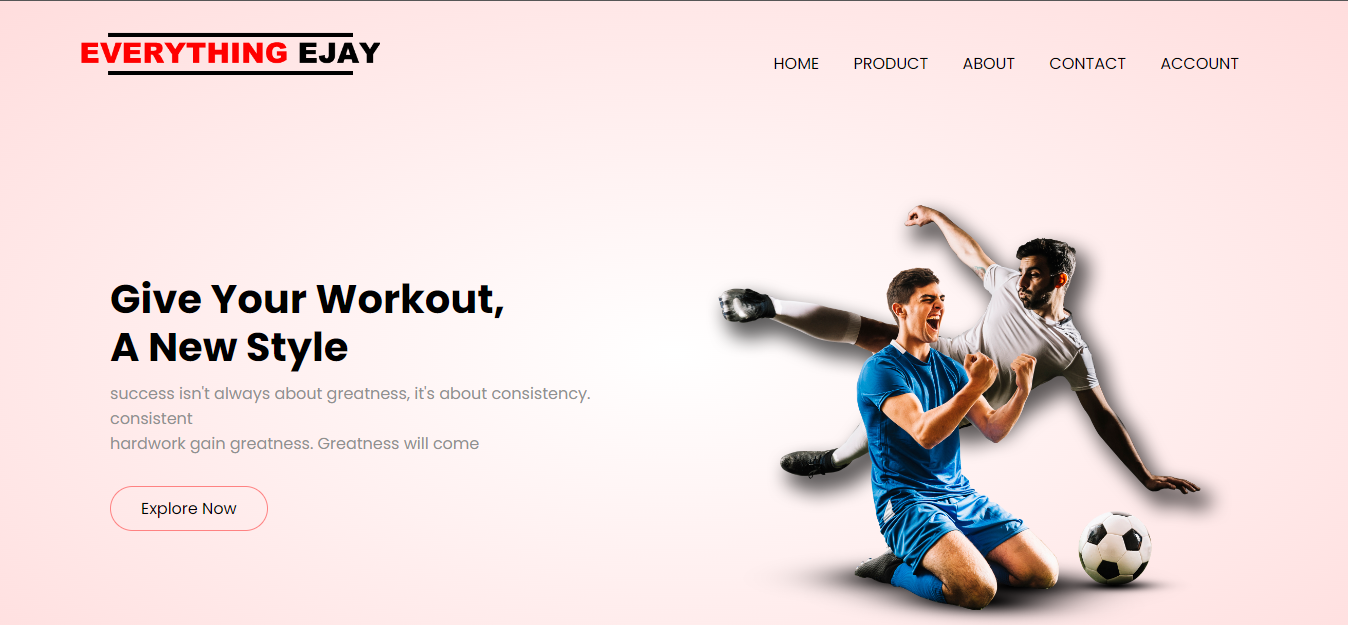 EVERYTHING EJAY
HOME PRODUCT ABOUT CONTACT ACCOUNT
Give Your Workout,
A New Style
success isn't always about greatness, it's about consistency.
consistent
hardwork gain greatness. Greatness will come
Explore Now